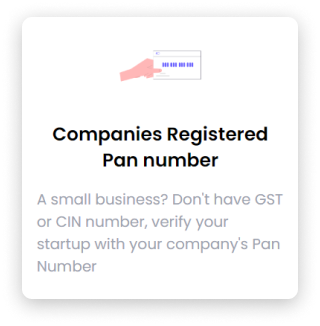 Companies Registered
Pan number
A small business? Don't have GST
or CIN number, verify your
startup with your company's Pan
Number